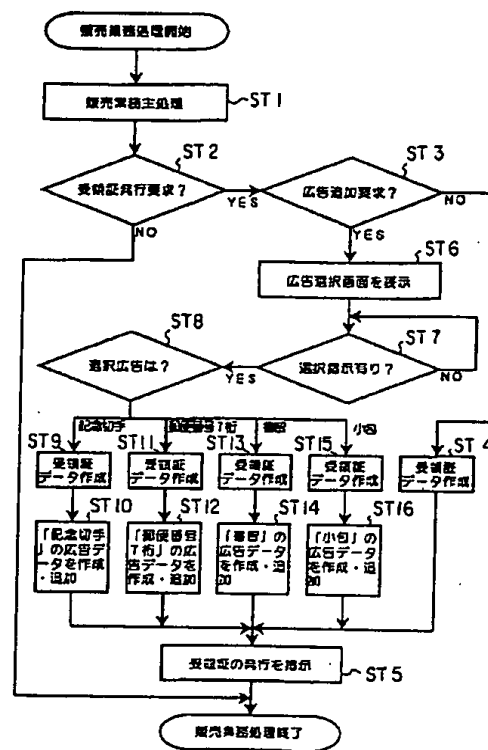 販売業務処理開始
販売業務主処理
ST1
ST2
受領証発行要求?
YES
NO
ST3
広告追加要求?
NO
YES
ST6
広告選択画面を表示
ST7
選択指示有り?
NO
YES
ST8
選択広告は?
記念切手
郵便番号7桁
書留
小包
ST9
受領証
データ作成
ST11
受領証
データ作成
ST13
受領証
データ作成
ST15
受領証
データ作成
ST4
受領証
データ作成
ST10
「記念切手
」の広告デー
タを作成
・追加
ST12
「郵便番号
7桁」の広
告データを
作成・追加
ST14
「書留」の
広告データ
を作成・追
加
ST16
「小包」の
広告データ
を作成・追
加
受領証の発行を指示
ST5
販売業務処理終了